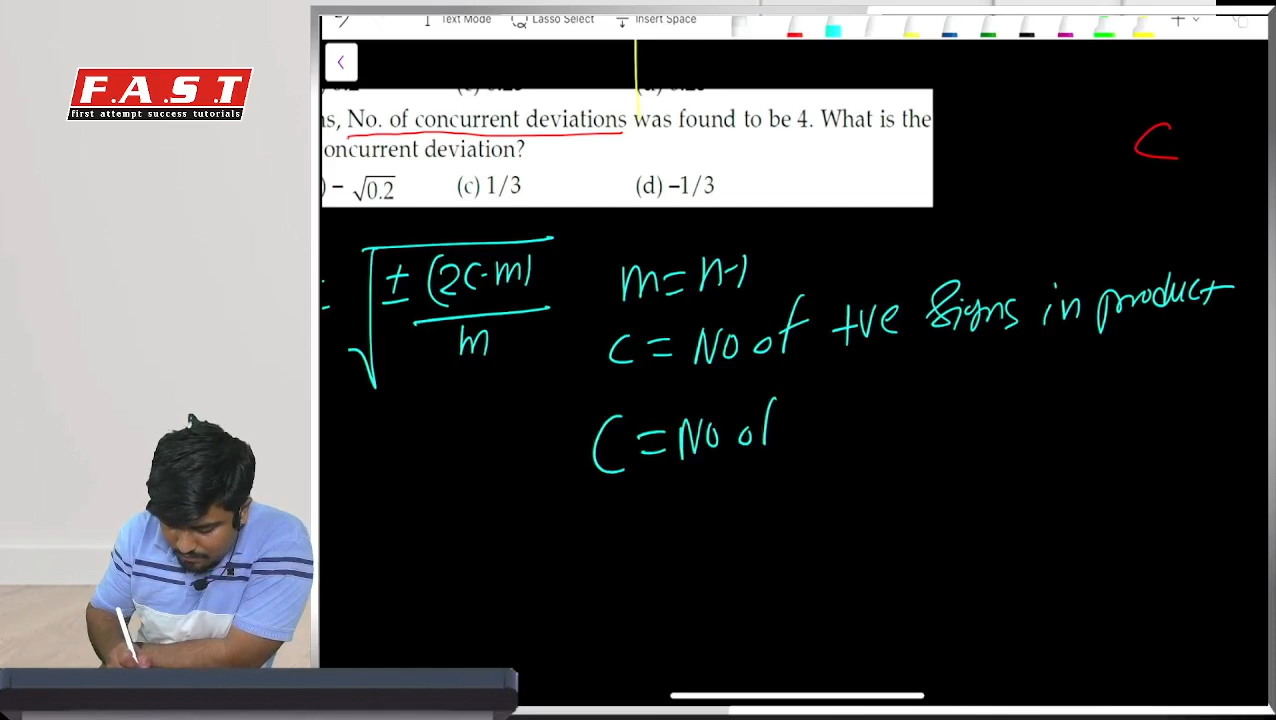 Text Mode Lasso Select Insert Space
F.A.S.T
first attempt success tutorials
ns, No. of concurrent deviations was found to be 4. What is the
oncurrent deviation?
) – √0.2 (c) 1/3 (d) –1/3
C
= √(± (2C-m) / m)
m = n-1
C = No of +ve Signs in product
C = No of